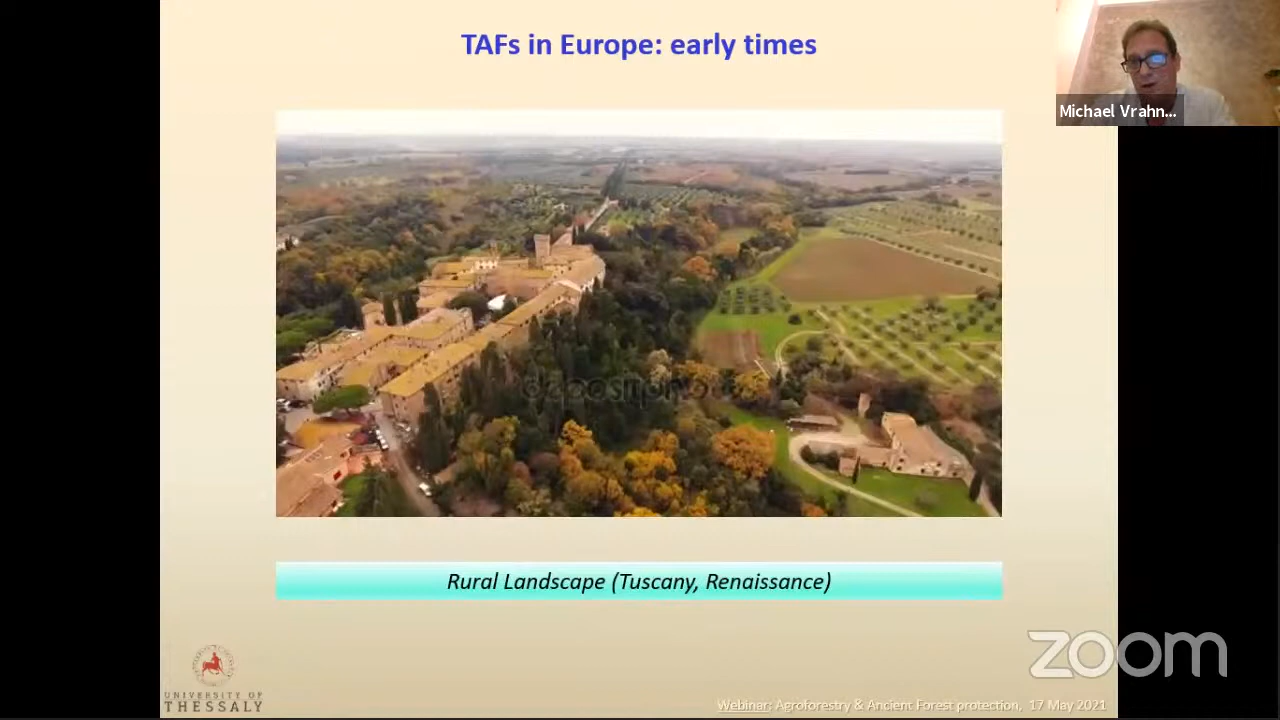 TAFs in Europe: early times
Michael Vrahn...
depositphotos
Rural Landscape (Tuscany, Renaissance)
zoom
UNIVERSITY OF
THESSALY
Webinar: Agroforestry & Ancient Forest protection, 17 May 2021